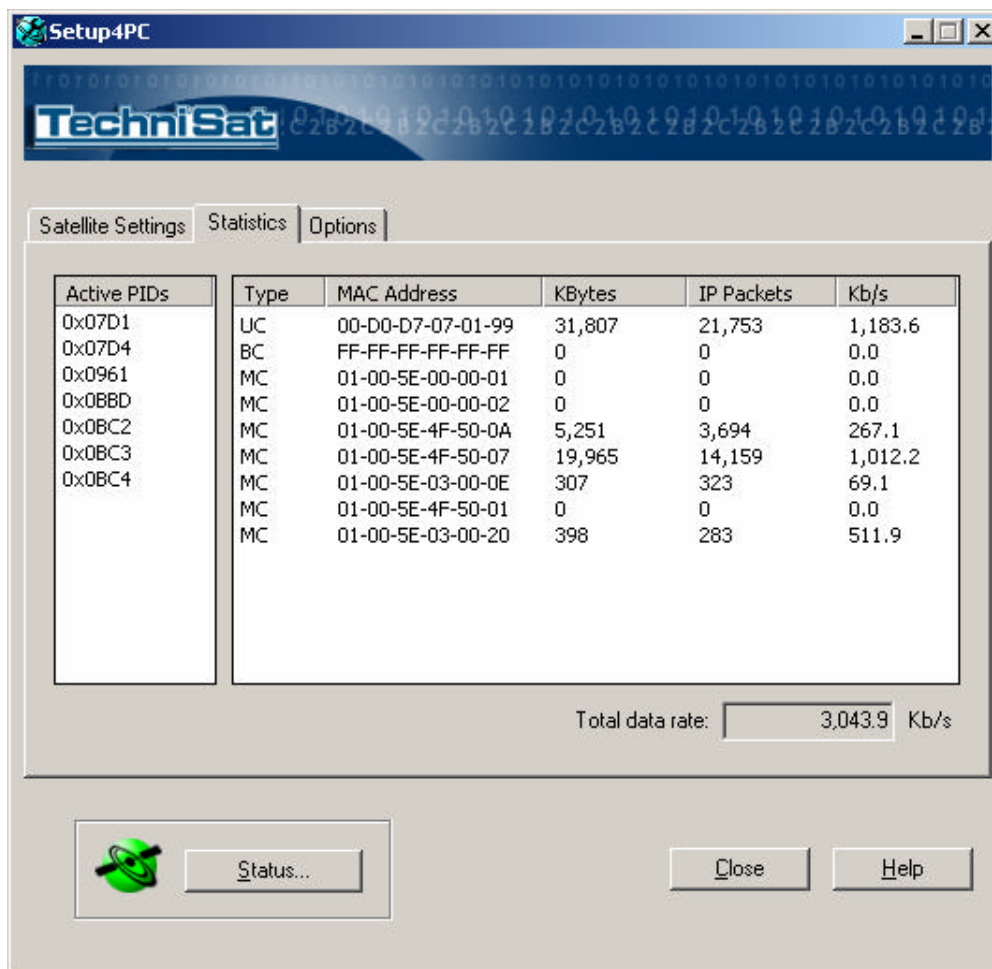 Setup4PC
TechniSat
Satellite Settings Statistics Options
Active PIDs
0x07D1
0x07D4
0x0961
0x0BBD
0x0BC2
0x0BC3
0x0BC4
Type MAC Address KBytes IP Packets Kb/s
UC 00-D0-D7-07-01-99 31,807 21,753 1,183.6
BC FF-FF-FF-FF-FF-FF 0 0 0.0
MC 01-00-5E-00-00-01 0 0 0.0
MC 01-00-5E-00-00-02 0 0 0.0
MC 01-00-5E-4F-50-0A 5,251 3,694 267.1
MC 01-00-5E-4F-50-07 19,965 14,159 1,012.2
MC 01-00-5E-03-00-0E 307 323 69.1
MC 01-00-5E-4F-50-01 0 0 0.0
MC 01-00-5E-03-00-20 398 283 511.9
Total data rate: 3,043.9 Kb/s
Status... Close Help